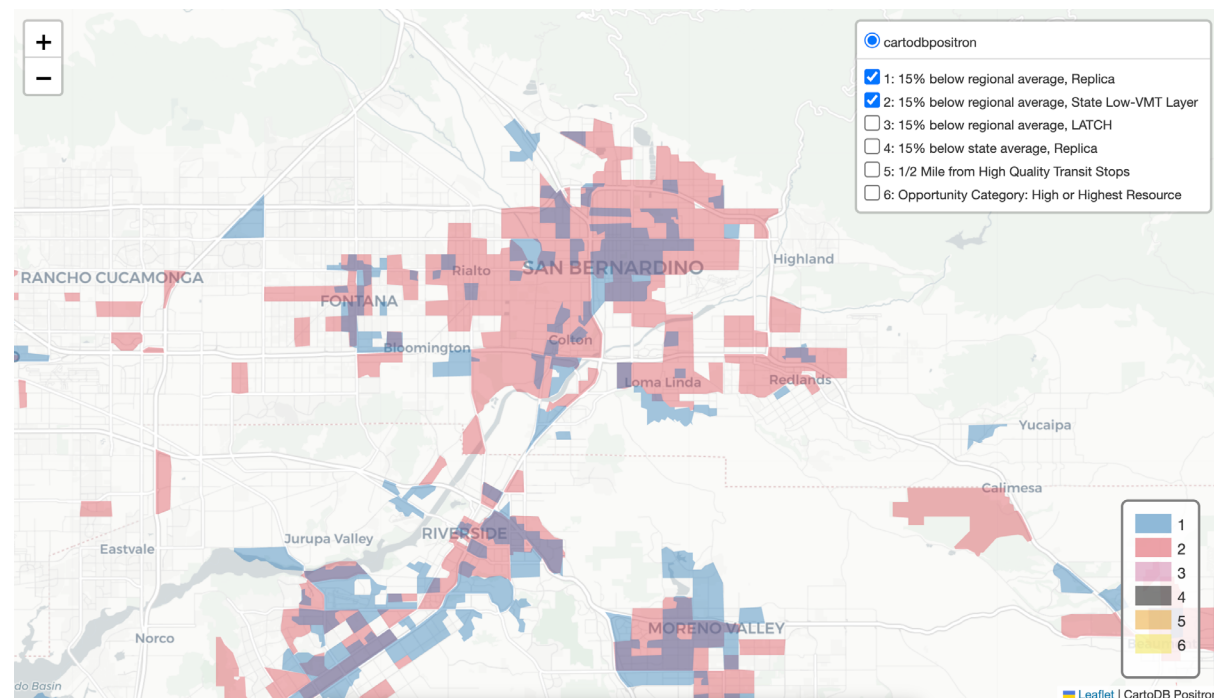 +
−
cartodbpositron
1: 15% below regional average, Replica
2: 15% below regional average, State Low-VMT Layer
3: 15% below regional average, LATCH
4: 15% below state average, Replica
5: 1/2 Mile from High Quality Transit Stops
6: Opportunity Category: High or Highest Resource
Highland
RANCHO CUCAMONGA
Rialto
SAN BERNARDINO
FONTANA
Bloomington
Colton
Loma Linda
Redlands
Yucaipa
Calimesa
RIVERSIDE
Jurupa Valley
Eastvale
MORENO VALLEY
Norco
do Basin
1
2
3
4
5
6
Leaflet | CartoDB Positron